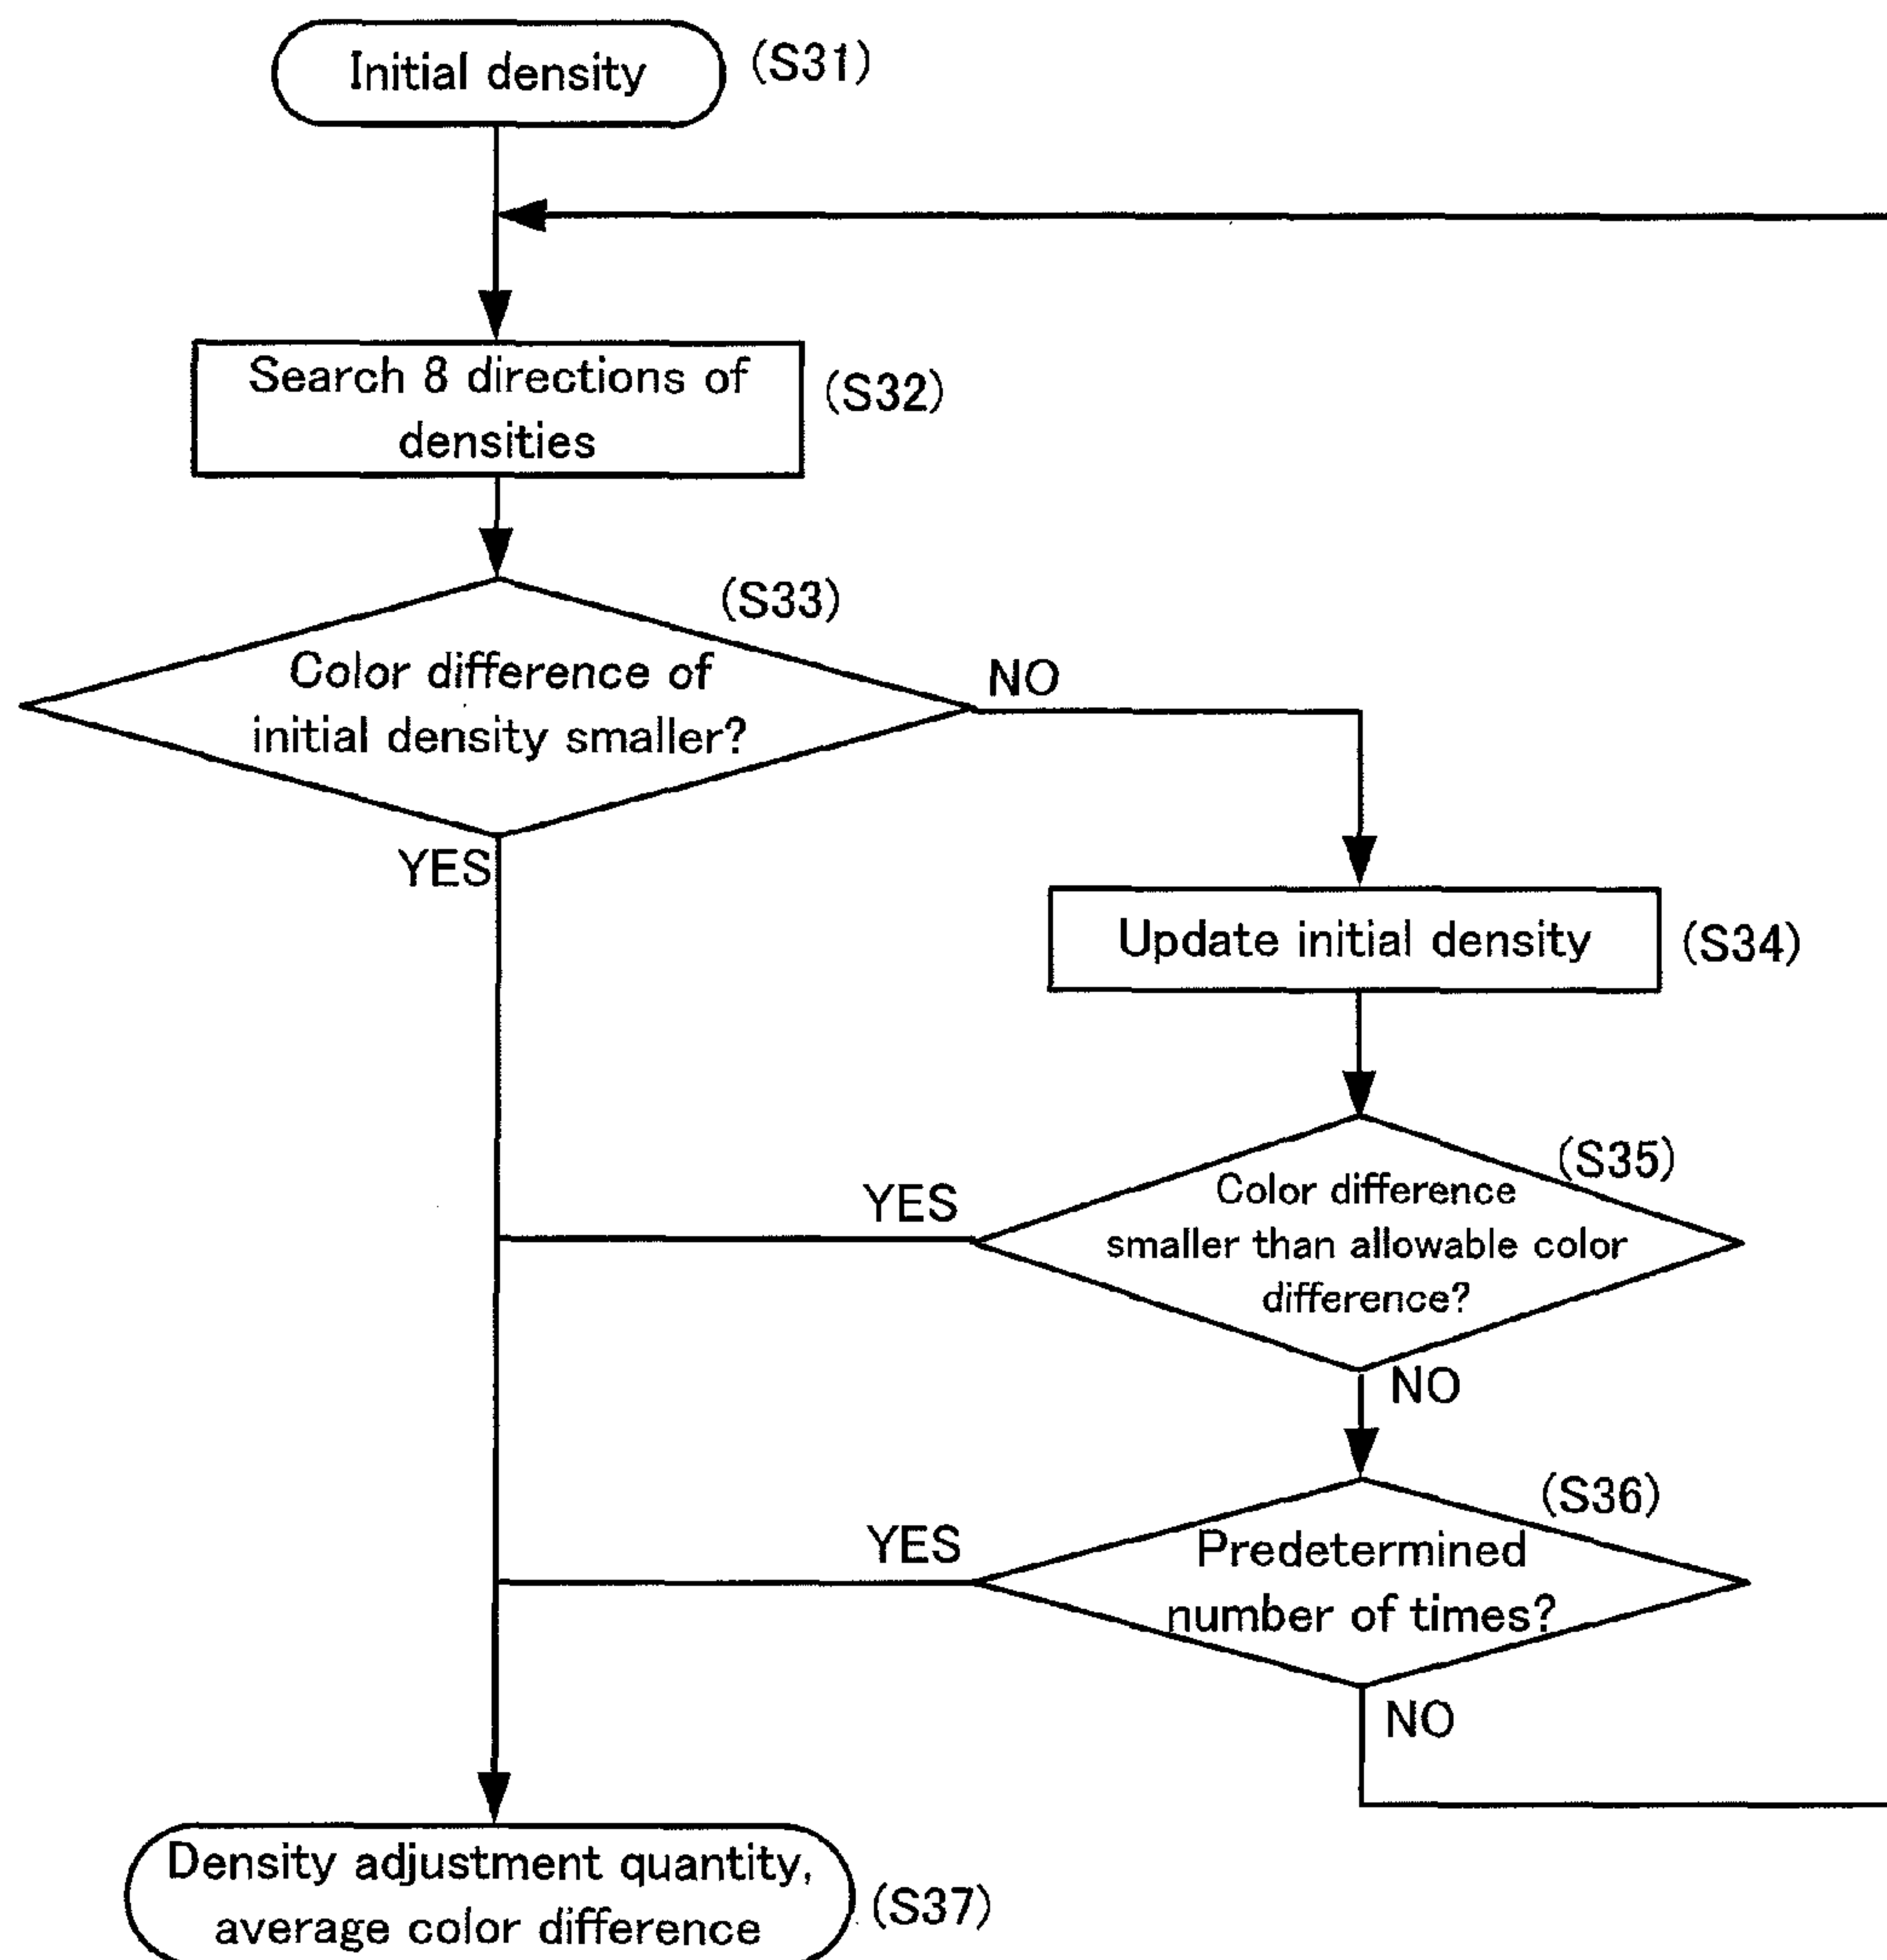 Initial density
(S31)
Search 8 directions of
densities
(S32)
(S33)
Color difference of
initial density smaller?
NO
YES
Update initial density
(S34)
(S35)
Color difference
smaller than allowable color
difference?
YES
NO
(S36)
Predetermined
number of times?
YES
NO
Density adjustment quantity,
average color difference
(S37)